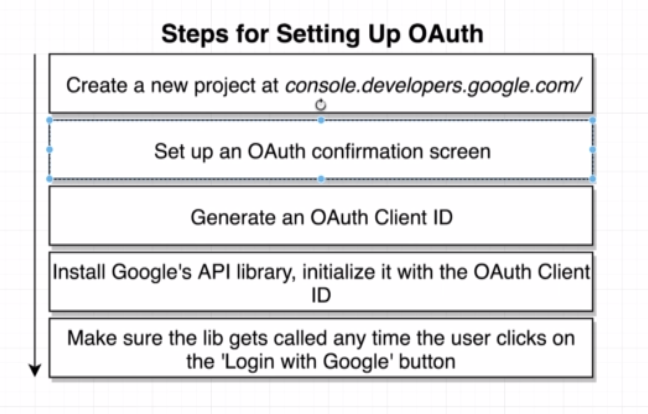 Steps for Setting Up OAuth
Create a new project at console.developers.google.com/
Set up an OAuth confirmation screen
Generate an OAuth Client ID
Install Google's API library, initialize it with the OAuth Client
ID
Make sure the lib gets called any time the user clicks on
the 'Login with Google' button